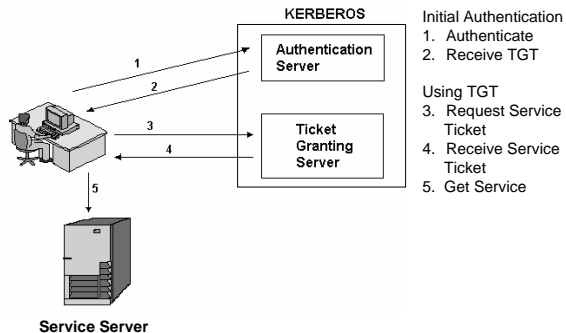 KERBEROS
Authentication
Server
Ticket
Granting
Server
1
2
3
4
5
Service Server
Initial Authentication
1. Authenticate
2. Receive TGT
Using TGT
3. Request Service
Ticket
4. Receive Service
Ticket
5. Get Service